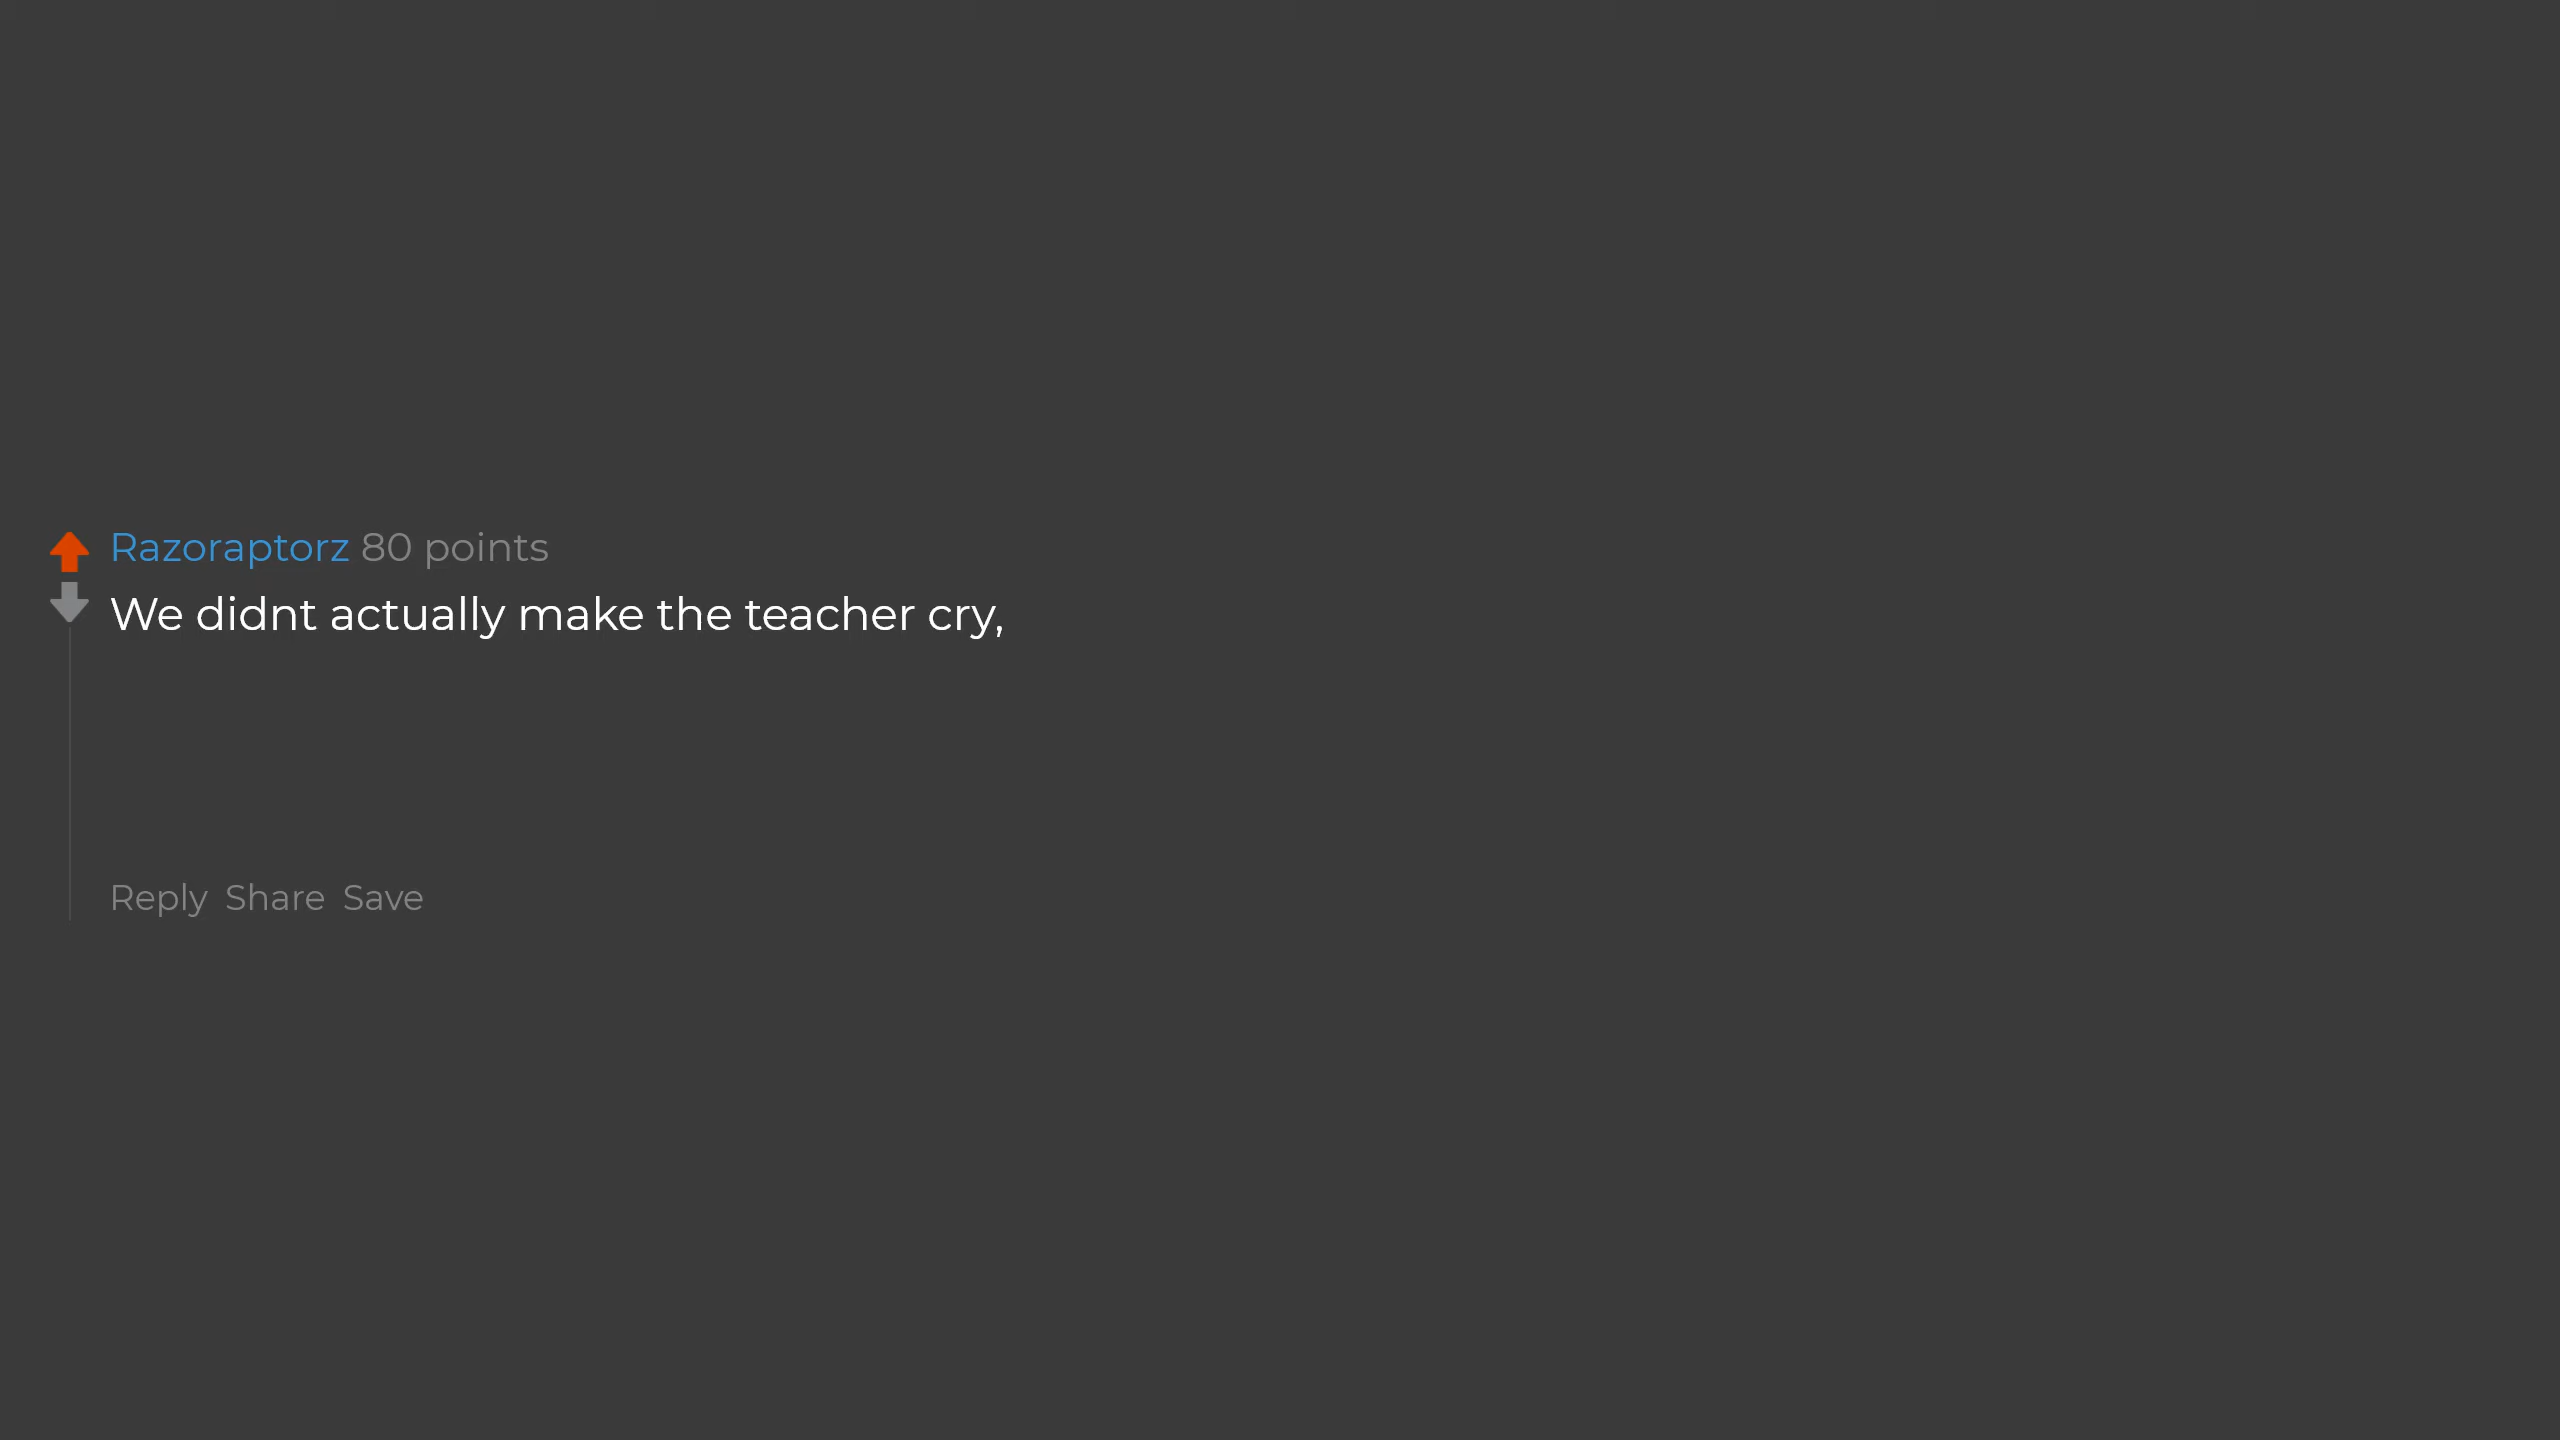 Razoraptorz 80 points
We didnt actually make the teacher cry,
Reply Share Save